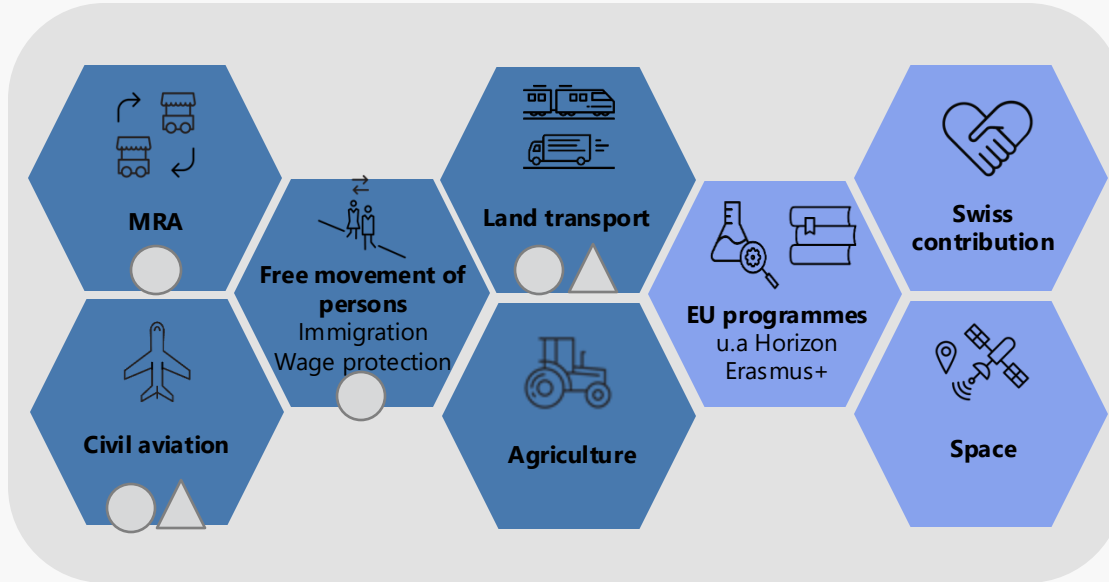 MRA
Free movement of
persons
Immigration
Wage protection
Land transport
EU programmes
u.a Horizon
Erasmus+
Swiss
contribution
Civil aviation
Agriculture
Space